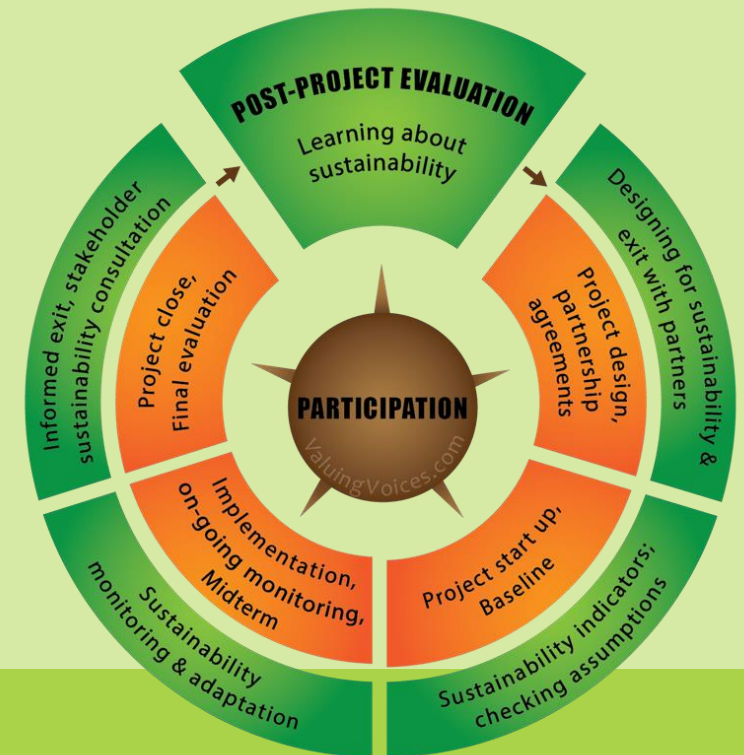 POST-PROJECT EVALUATION
Learning about
sustainability
Designing for sustainability &
exit with partners
Project design,
partnership
agreements
Sustainability indicators;
checking assumptions
Project start up,
Baseline
Sustainability
monitoring & adaptation
Implementation,
on-going monitoring,
Midterm
Informed exit, stakeholder
sustainability consultation
Project close,
Final evaluation
PARTICIPATION
ValuingVoices.com